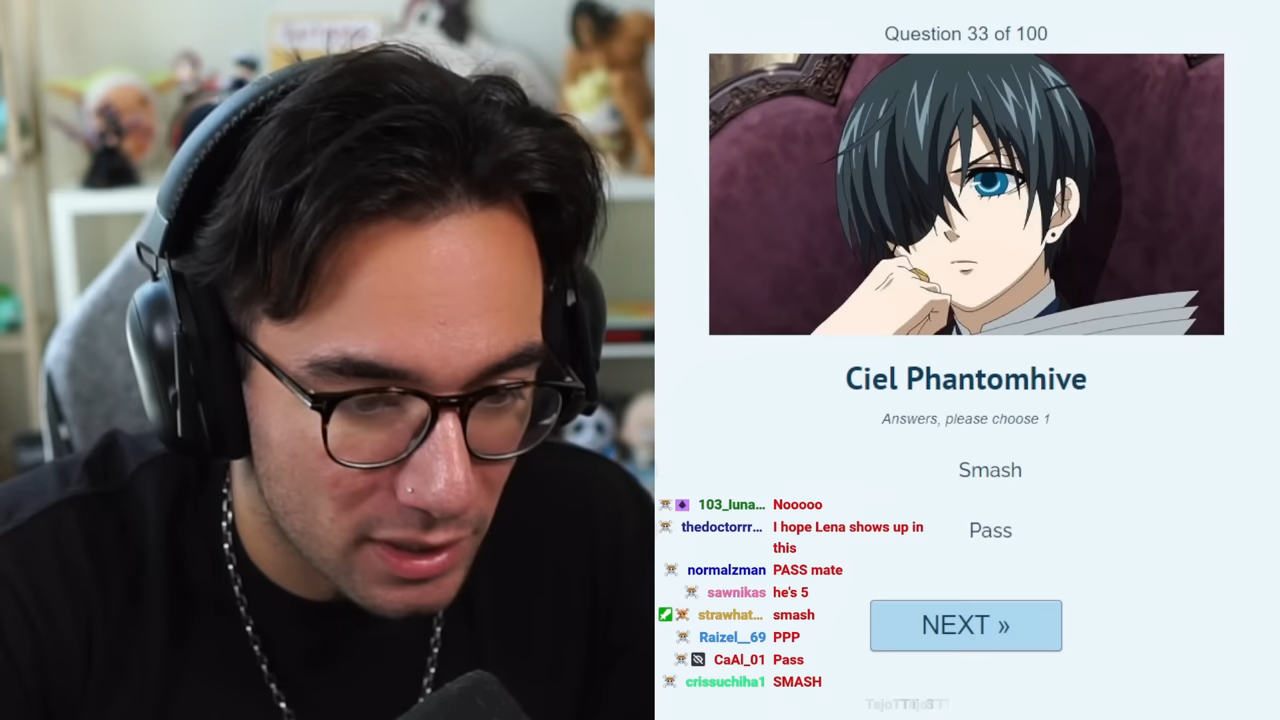 Question 33 of 100
Ciel Phantomhive
Answers, please choose 1
Smash
Pass
103_luna... Nooooo
thedoctorrr... I hope Lena shows up in
this
normalzman PASS mate
sawnikas he's 5
strawhat... smash
Raizel__69 PPP
CaAl_01 Pass
crissuchiha1 SMASH
NEXT »